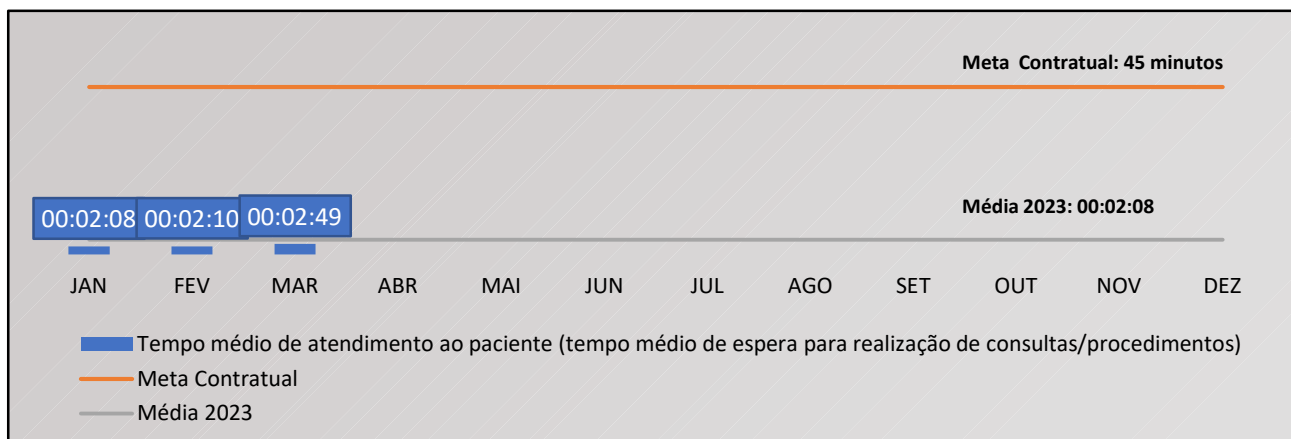 Meta Contratual: 45 minutos
00:02:08 00:02:10 00:02:49
Média 2023: 00:02:08
JAN FEV MAR ABR MAI JUN JUL AGO SET OUT NOV DEZ
Tempo médio de atendimento ao paciente (tempo médio de espera para realização de consultas/procedimentos)
Meta Contratual
Média 2023